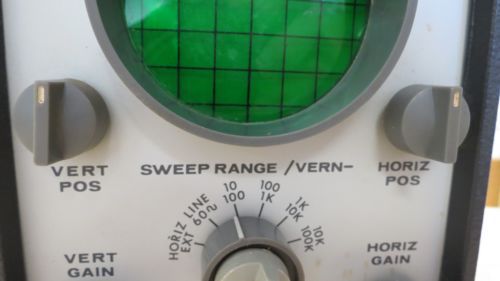 VERT
POS
SWEEP RANGE / VERN-
HORIZ
POS
HORIZ
EXT
LINE
60∿
10
100
100
1K
1K
10K
10K
100K
VERT
GAIN
HORIZ
GAIN